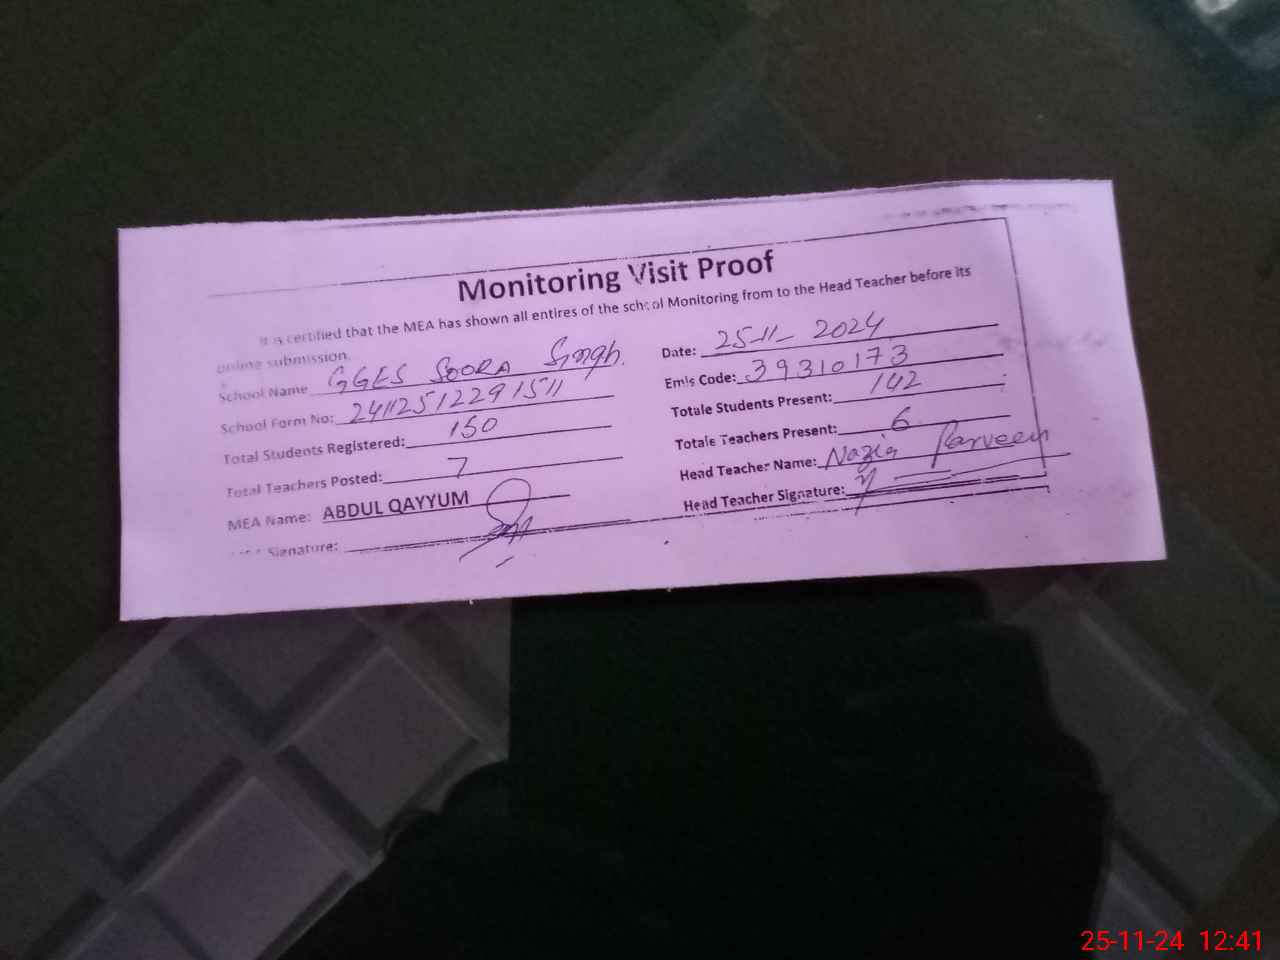 Monitoring Visit Proof
It is certified that the MEA has shown all entires of the school Monitoring from to the Head Teacher before its
online submission.
School Name GGES SOORA Singh.
Date: 25-11-2024
School Form No: 241125122911511
Emis Code: 39310173
Total Students Registered: 150
Totale Students Present: 142
Total Teachers Posted: 7
Totale Teachers Present: 6
MEA Name: ABDUL QAYYUM
Head Teacher Name: Nazia Parveen
Signature:
Head Teacher Signature:
25-11-24 12:41